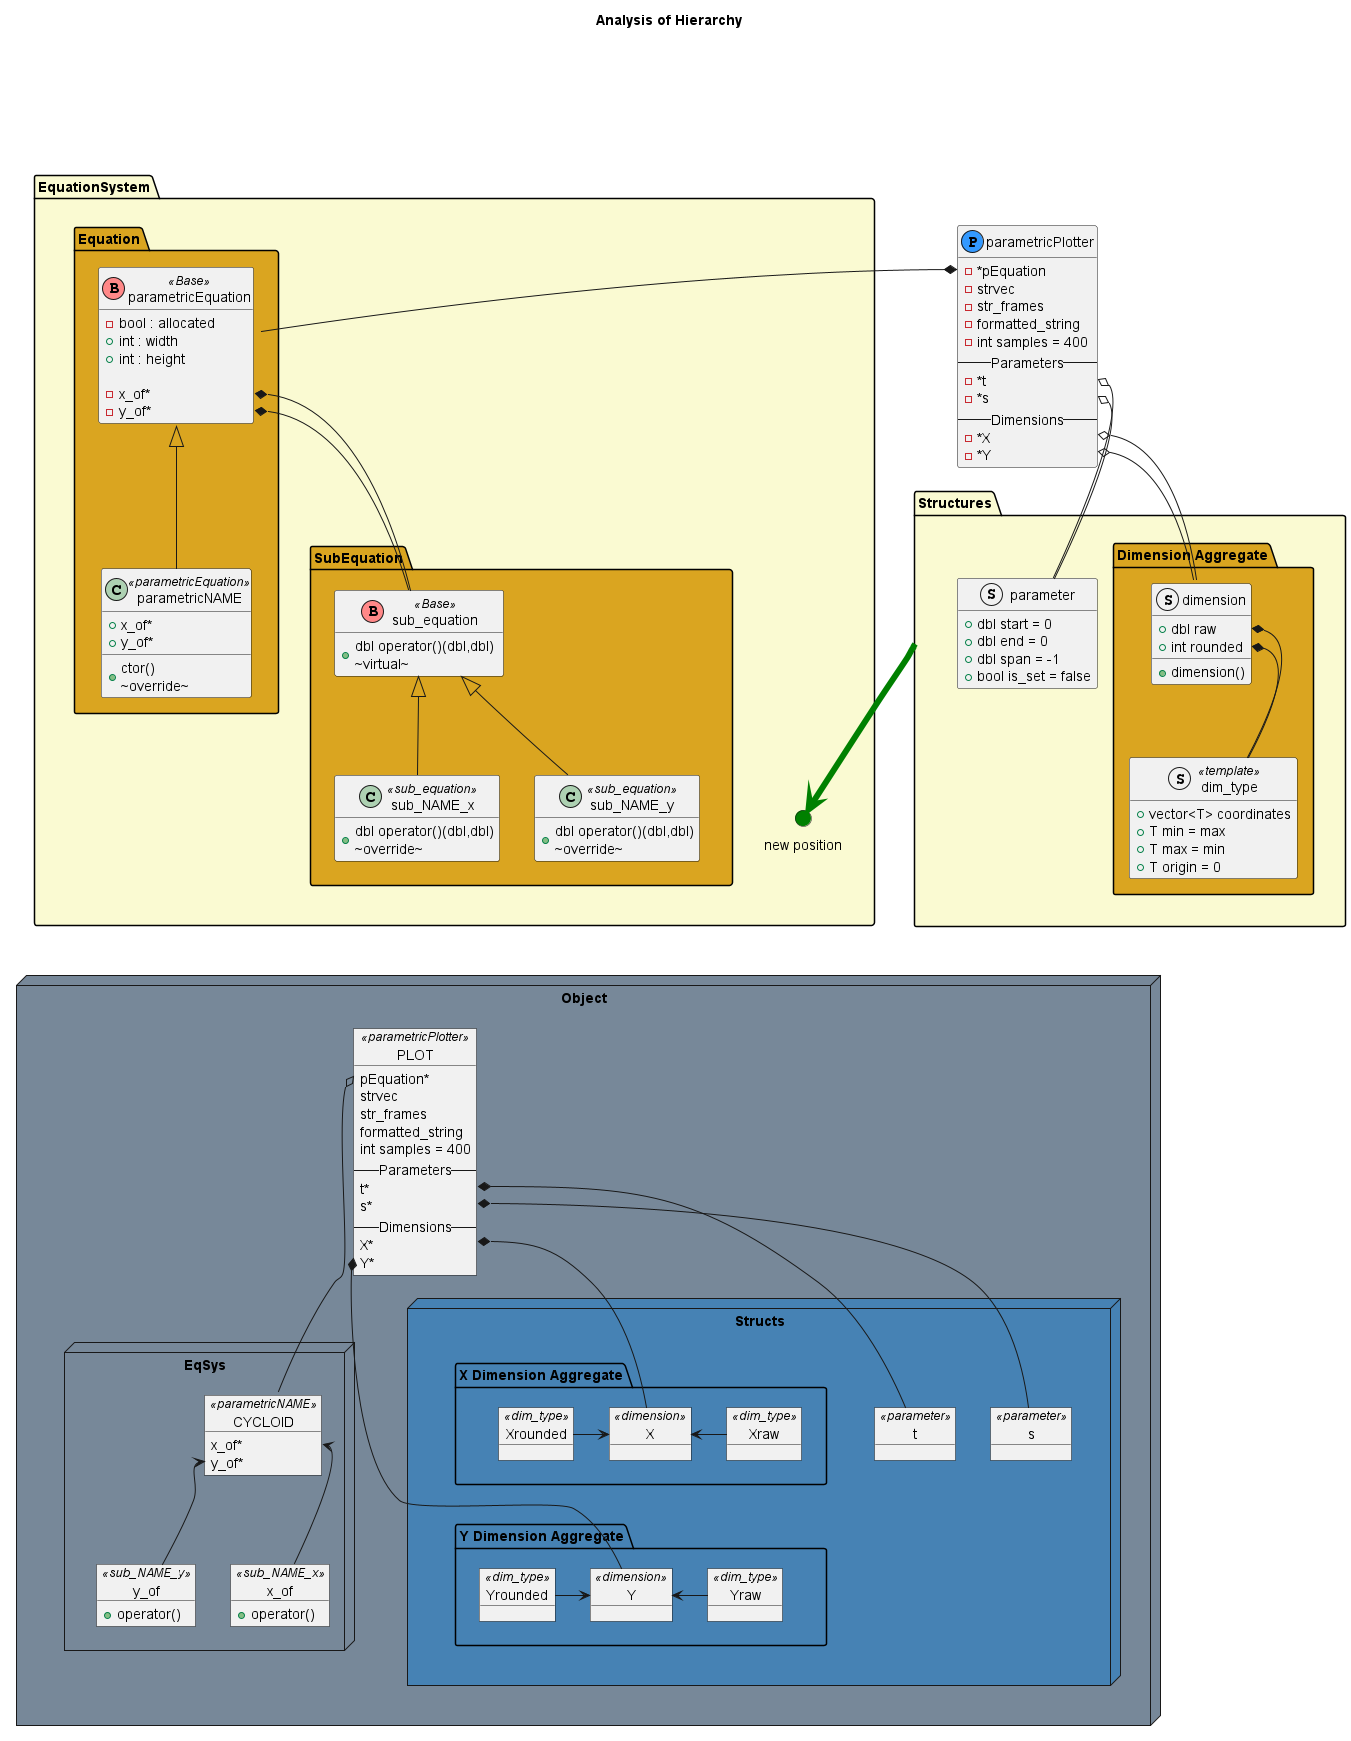 Analysis of Hierarchy
EquationSystem
Equation
B
«Base»
parametricEquation
bool : allocated
int : width
int : height
x_of*
y_of*
C
«parametricEquation»
parametricNAME
x_of*
y_of*
ctor()
~override~
SubEquation
B
«Base»
sub_equation
dbl operator()(dbl,dbl)
~virtual~
C
«sub_equation»
sub_NAME_x
dbl operator()(dbl,dbl)
~override~
C
«sub_equation»
sub_NAME_y
dbl operator()(dbl,dbl)
~override~
new position
P
parametricPlotter
*pEquation
strvec
str_frames
formatted_string
int samples = 400
Parameters
*t
*s
Dimensions
*X
*Y
Structures
S
parameter
dbl start = 0
dbl end = 0
dbl span = -1
bool is_set = false
Dimension Aggregate
S
dimension
dbl raw
int rounded
dimension()
S
«template»
dim_type
vector<T> coordinates
T min = max
T max = min
T origin = 0
Object
«parametricPlotter»
PLOT
pEquation*
strvec
str_frames
formatted_string
int samples = 400
Parameters
t*
s*
Dimensions
X*
Y*
EqSys
«parametricNAME»
CYCLOID
x_of*
y_of*
«sub_NAME_y»
y_of
operator()
«sub_NAME_x»
x_of
operator()
Structs
X Dimension Aggregate
«dim_type»
Xrounded
«dimension»
X
«dim_type»
Xraw
«parameter»
t
«parameter»
s
Y Dimension Aggregate
«dim_type»
Yrounded
«dimension»
Y
«dim_type»
Yraw